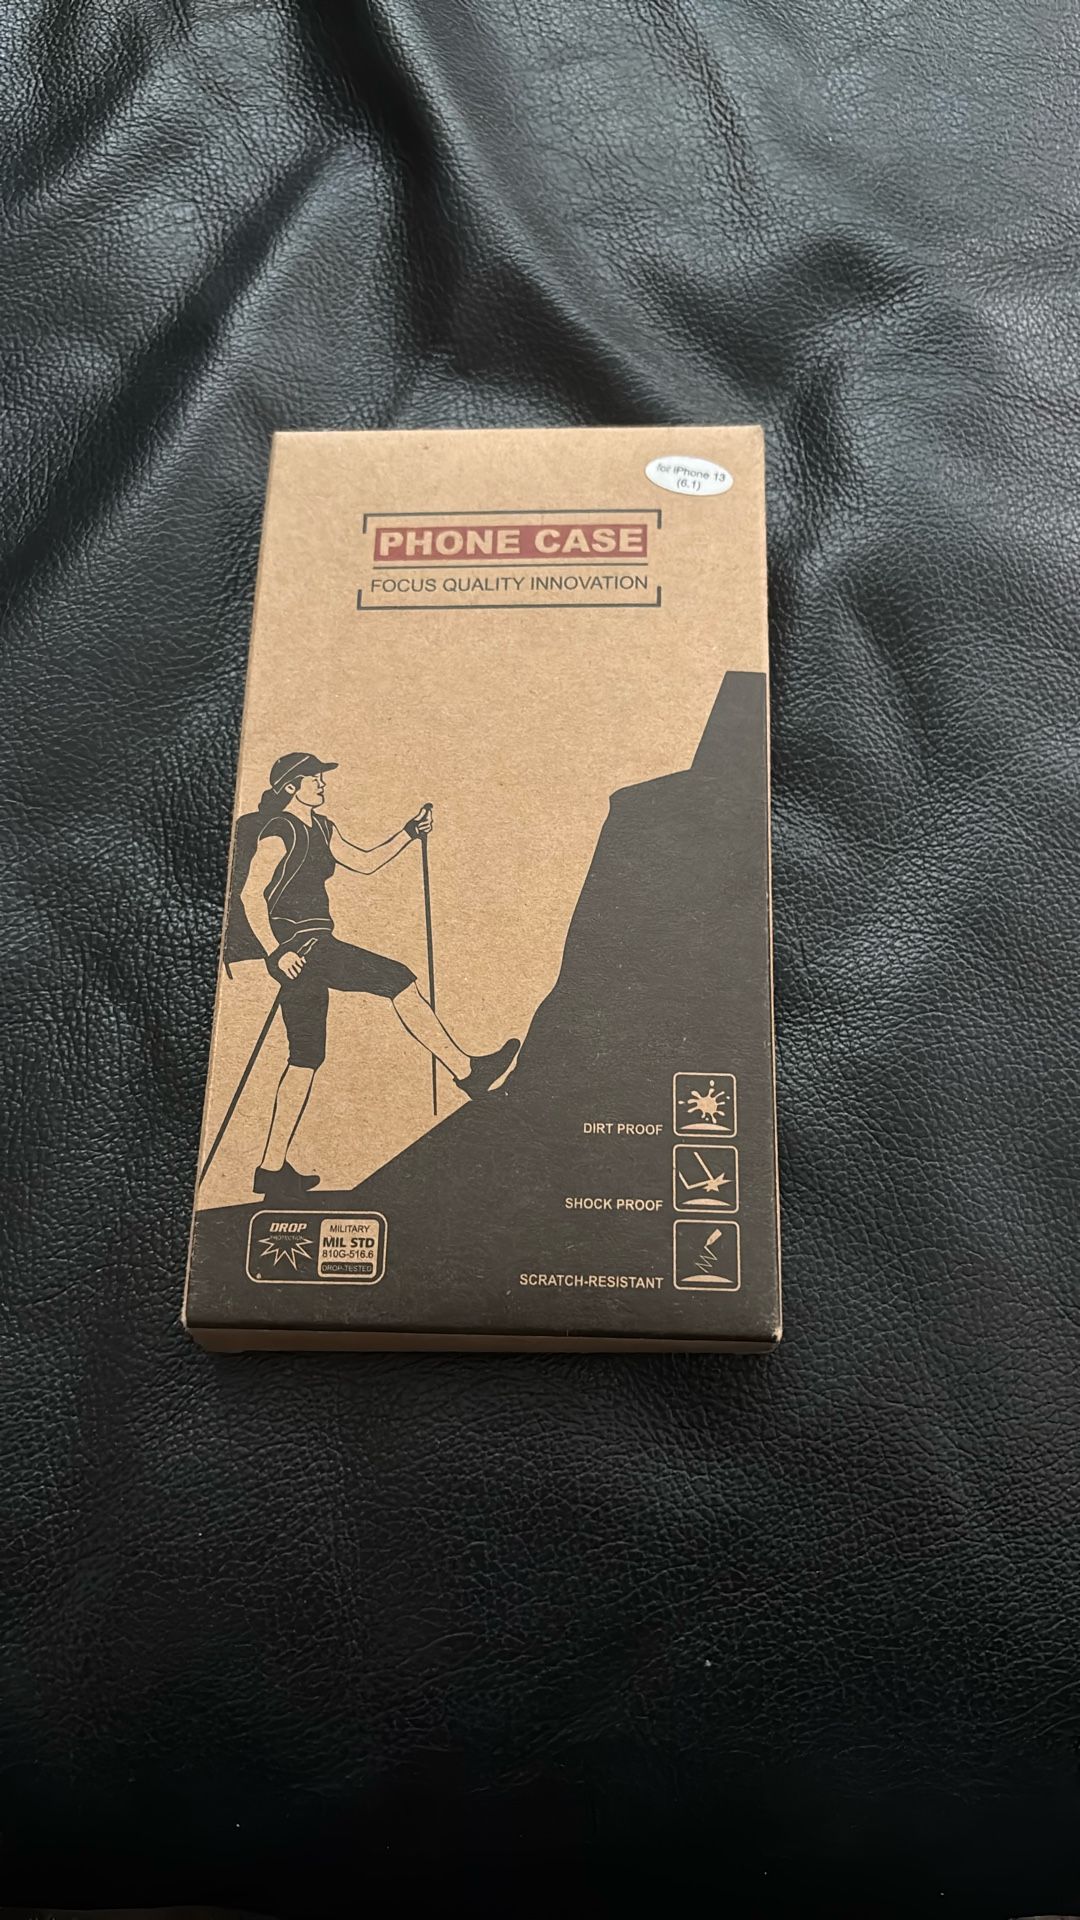 for iPhone 13
(6.1)
PHONE CASE
FOCUS QUALITY INNOVATION
DIRT PROOF
SHOCK PROOF
SCRATCH-RESISTANT
DROP
PROTECTION
MILITARY
MIL STD
810G-516.6
DROP-TESTED